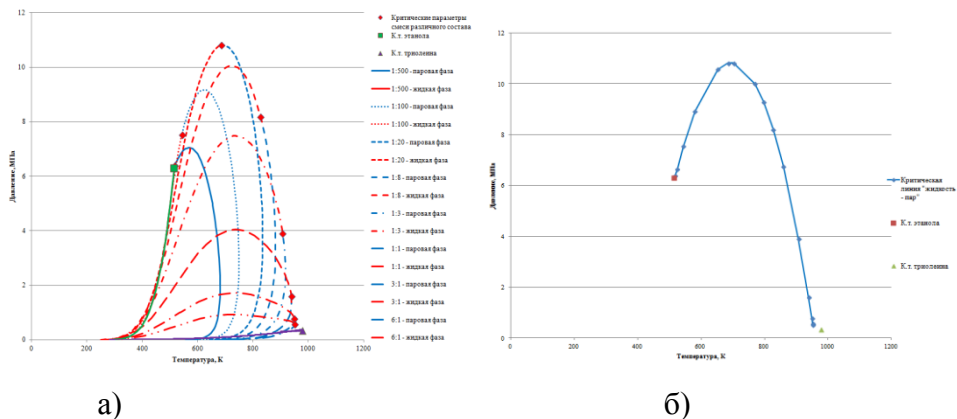 12
10
8
6
4
2
0
Давление, МПа
0
200
400
600
800
1000
1200
Температура, К
Критические параметры
смеси различного состава
К.т. этанола
К.т. триолеина
1:500 - паровая фаза
1:500 - жидкая фаза
1:100 - паровая фаза
1:100 - жидкая фаза
1:20 - паровая фаза
1:20 - жидкая фаза
1:8 - паровая фаза
1:8 - жидкая фаза
1:3 - паровая фаза
1:3 - жидкая фаза
1:1 - паровая фаза
1:1 - жидкая фаза
3:1 - паровая фаза
3:1 - жидкая фаза
6:1 - паровая фаза
6:1 - жидкая фаза
а)
12
10
8
6
4
2
0
Давление, МПа
0
200
400
600
800
1000
1200
Температура, К
Критическая
линия "жидкость
- пар"
К.т. этанола
К.т. триолеина
б)